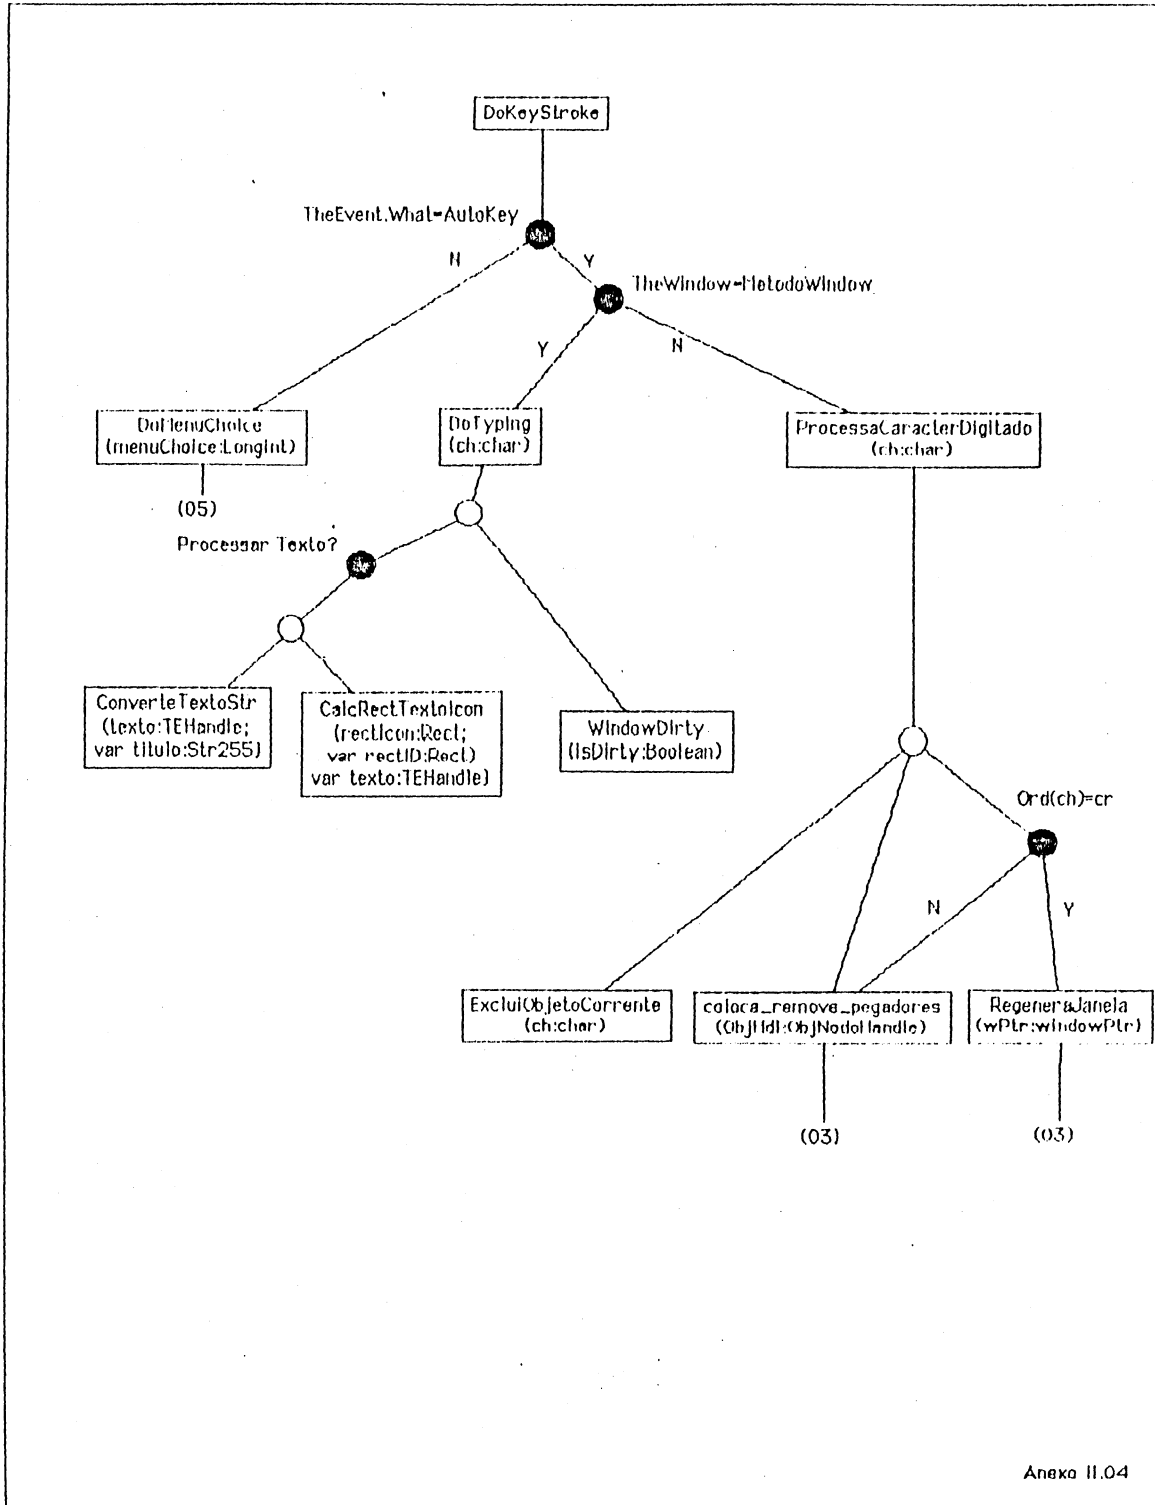 DoKeyStroke
TheEvent.What=AutoKey
N
Y
TheWindow=MetodoWindow
Y
N
DoMenuChoice
(menuChoice:LongInt)
DoTyping
(ch:char)
ProcessaCaracterDigitado
(ch:char)
(05)
Processar Texto?
ConverteTextoStr
(texto:TEHandle;
var titulo:Str255)
CalcRectTextoIcon
(rectIcon:Rect;
var rectID:Rect)
var texto:TEHandle)
WindowDirty
(isDirty:Boolean)
Ord(ch)=cr
N
Y
ExcluiObjetoCorrente
(ch:char)
coloca_remove_pegadores
(ObjHdl:ObjNodoHandle)
RegeneraJanela
(wPtr:windowPtr)
(03)
(03)
Anexo II.04